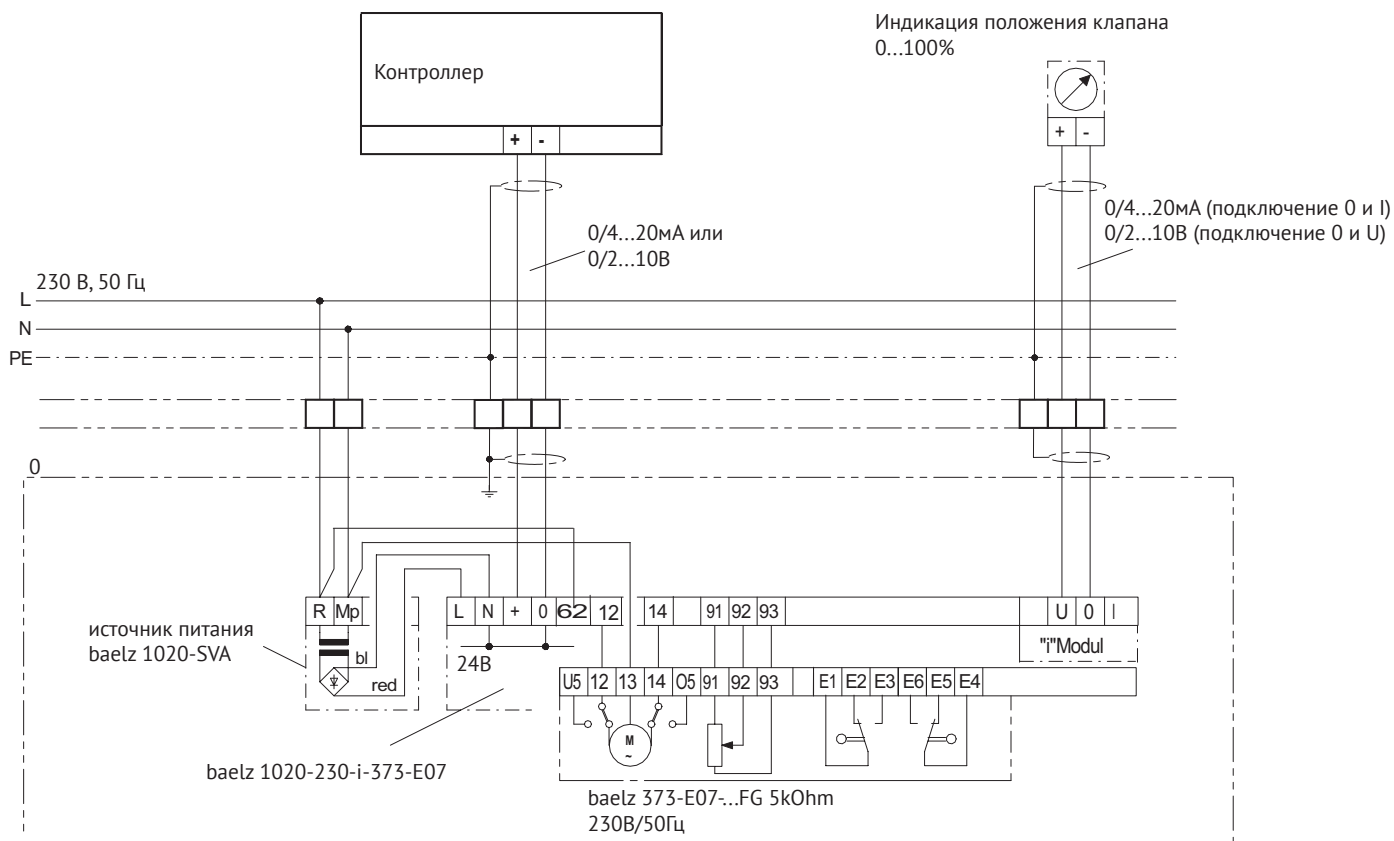 Индикация положения клапана
0...100%
Контроллер
+ -
+ -
0/4...20мА (подключение 0 и I)
0/2...10В (подключение 0 и U)
0/4...20мА или
0/2...10В
230 В, 50 Гц
L
N
PE
0
R Mp L N + 0 62 12 14 91 92 93 U 0 I
источник питания
baelz 1020-SVA
bl
red
24В
"i"Modul
U5 12 13 14 O5 91 92 93 E1 E2 E3 E6 E5 E4
M
~
baelz 1020-230-i-373-E07
baelz 373-E07-...FG 5kOhm
230В/50Гц